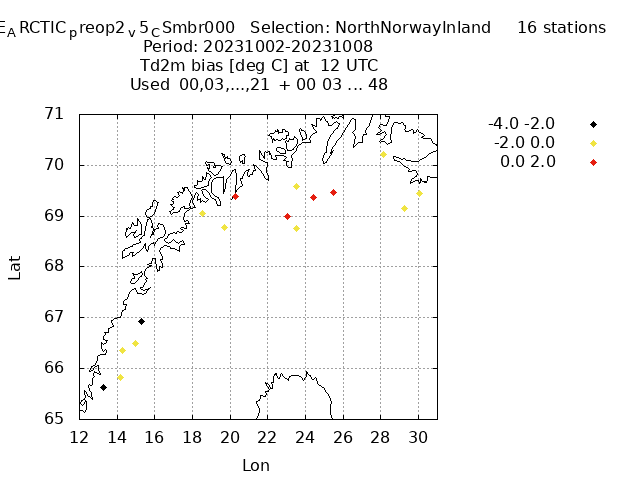 E_ARCTIC_preop2_v5_CSmbr000 Selection: NorthNorwayInland 16 stations
Period: 20231002-20231008
Td2m bias [deg C] at 12 UTC
Used 00,03,...,21 + 00 03 ... 48
-4.0 -2.0
-2.0 0.0
0.0 2.0
71
70
69
68
67
66
65
Lat
12 14 16 18 20 22 24 26 28 30
Lon